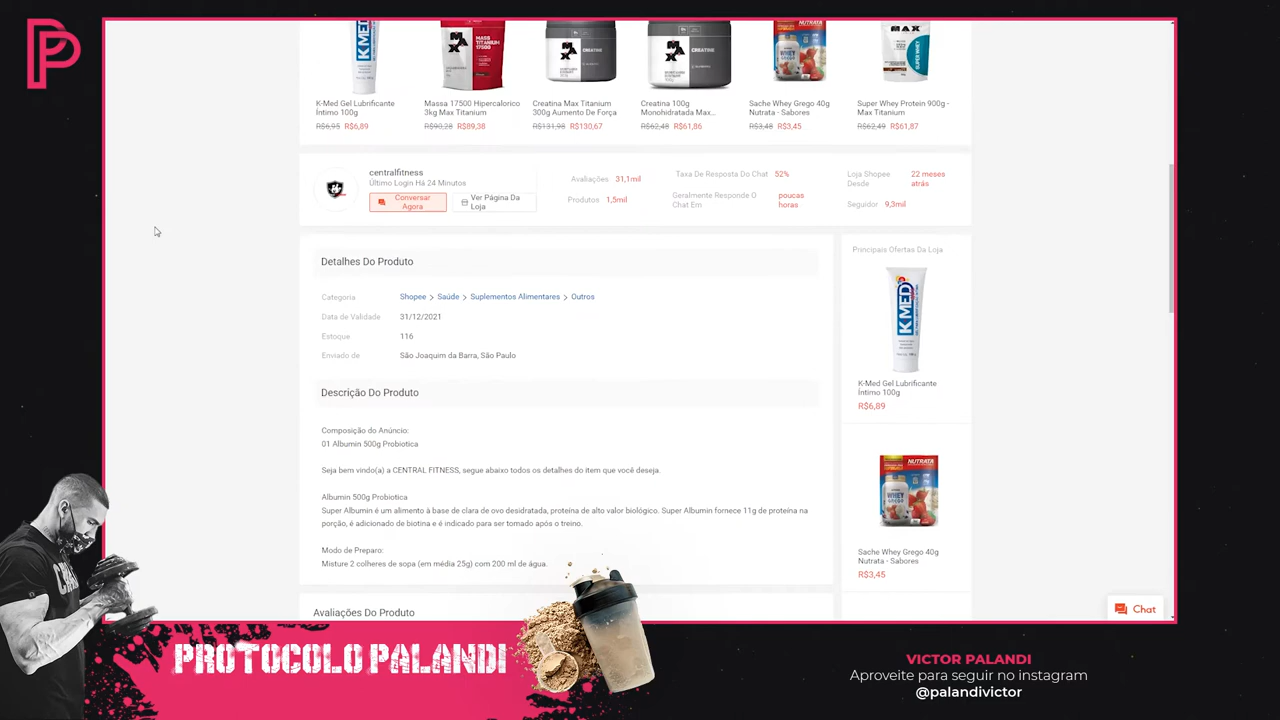 K-Med Gel Lubrificante
Íntimo 100g
R$6,95 R$6,89
Massa 17500 Hipercalorico
3kg Max Titanium
R$90,28 R$89,38
Creatina Max Titanium
300g Aumento De Força
R$131,98 R$130,67
Creatina 100g
Monohidratada Max...
R$62,48 R$61,86
Sache Whey Grego 40g
Nutrata - Sabores
R$3,48 R$3,45
Super Whey Protein 900g -
Max Titanium
R$62,49 R$61,87
centralfitness
Último Login Há 24 Minutos
Conversar
Agora
Ver Página Da
Loja
Avaliações 31,1mil
Produtos 1,5mil
Taxa De Resposta Do Chat 52%
Geralmente Responde O
Chat Em
poucas
horas
Loja Shopee
Desde
22 meses
atrás
Seguidor 9,3mil
Detalhes Do Produto
Categoria Shopee > Saúde > Suplementos Alimentares > Outros
Data de Validade 31/12/2021
Estoque 116
Enviado de São Joaquim da Barra, São Paulo
Descrição Do Produto
Composição do Anúncio:
01 Albumin 500g Probiotica
Seja bem vindo(a) a CENTRAL FITNESS, segue abaixo todos os detalhes do item que você deseja.
Albumin 500g Probiotica
Super Albumin é um alimento à base de clara de ovo desidratada, proteína de alto valor biológico. Super Albumin fornece 11g de proteína na
porção, é adicionado de biotina e é indicado para ser tomado após o treino.
Modo de Preparo:
Misture 2 colheres de sopa (em média 25g) com 200 ml de água.
Avaliações Do Produto
Principais Ofertas Da Loja
KMED
K-Med Gel Lubrificante
Íntimo 100g
R$6,89
NUTRATA
WHEY
Sache Whey Grego 40g
Nutrata - Sabores
R$3,45
Chat
PROTOCOLO PALANDI
VICTOR PALANDI
Aproveite para seguir no instagram
@palandivictor